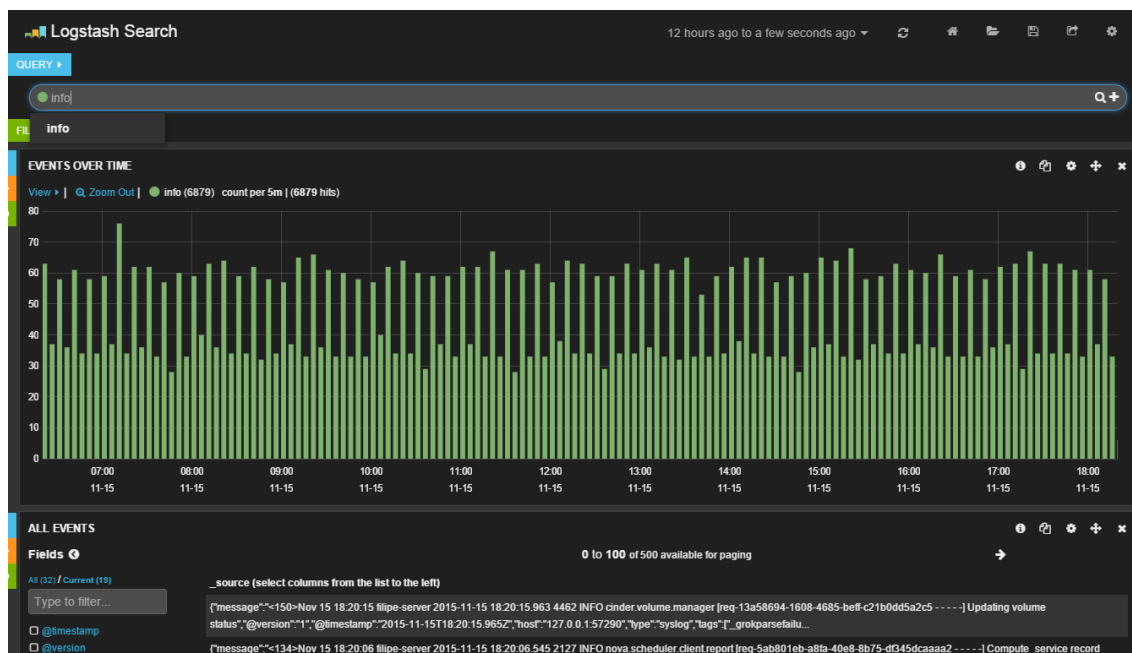 Logstash Search
12 hours ago to a few seconds ago
QUERY
info
info
FIL
EVENTS OVER TIME
View | Zoom Out | info (6879) count per 5m | (6879 hits)
80
70
60
50
40
30
20
10
0
07:00 08:00 09:00 10:00 11:00 12:00 13:00 14:00 15:00 16:00 17:00 18:00
11-15 11-15 11-15 11-15 11-15 11-15 11-15 11-15 11-15 11-15 11-15 11-15
ALL EVENTS
Fields
0 to 100 of 500 available for paging
All (32) / Current (19)
_source (select columns from the list to the left)
Type to filter...
{"message":"<150>Nov 15 18:20:15 filipe-server 2015-11-15 18:20:15.963 4462 INFO cinder.volume.manager [req-13a58694-1608-4685-beff-c21b0dd5a2c5 - - - - -] Updating volume
status","@version":"1","@timestamp":"2015-11-15T18:20:15.965Z","host":"127.0.0.1:57290","type":"syslog","tags":["_grokparsefailu...
@timestamp
@version
{"message":"<134>Nov 15 18:20:06 filipe-server 2015-11-15 18:20:06.545 2127 INFO nova.scheduler.client.report [req-5ab801eb-a8fa-40e8-8b75-df345dcaaaa2 - - - - -] Compute_service record